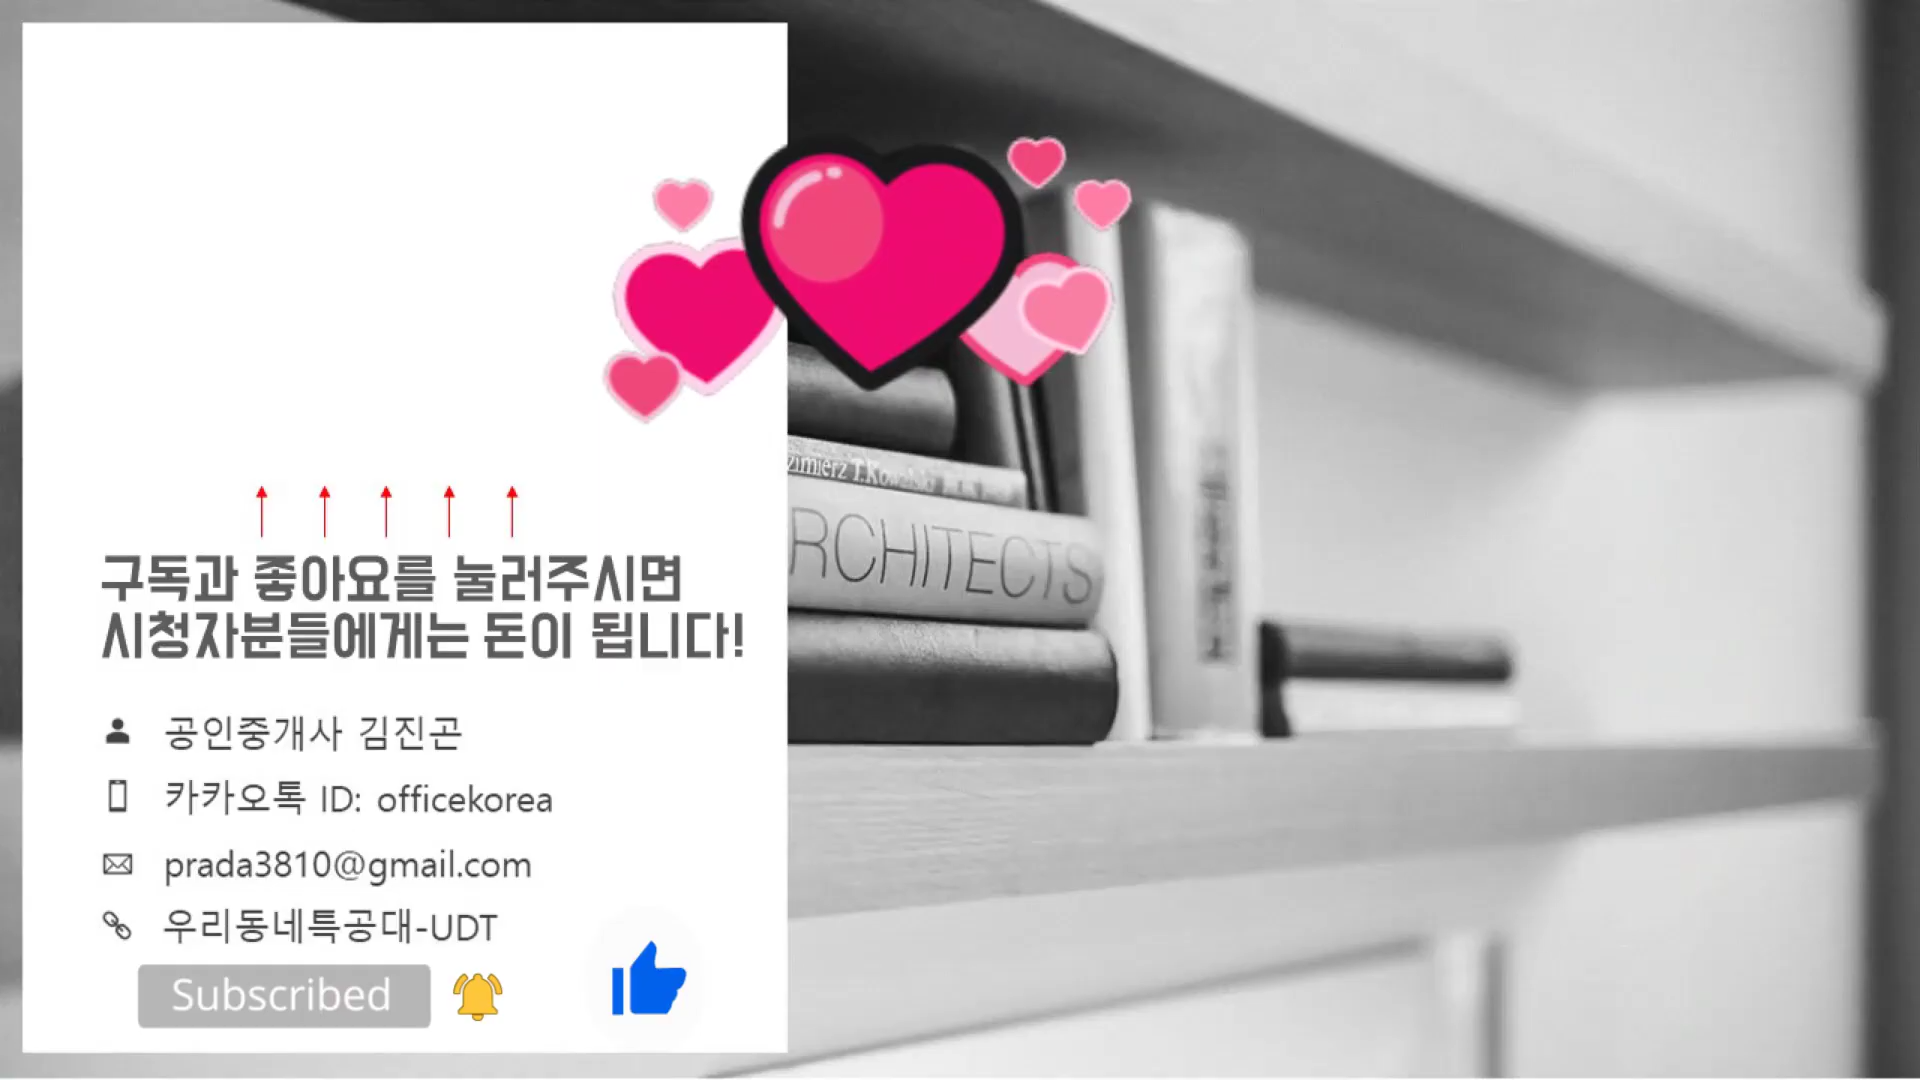 구독과 좋아요를 눌러주시면
시청자분들에게는 돈이 됩니다!
공인중개사 김진곤
카카오톡 ID: officekorea
prada3810@gmail.com
우리동네특공대-UDT
Subscribed
zimierz T.Kowalski
RCHITECTS